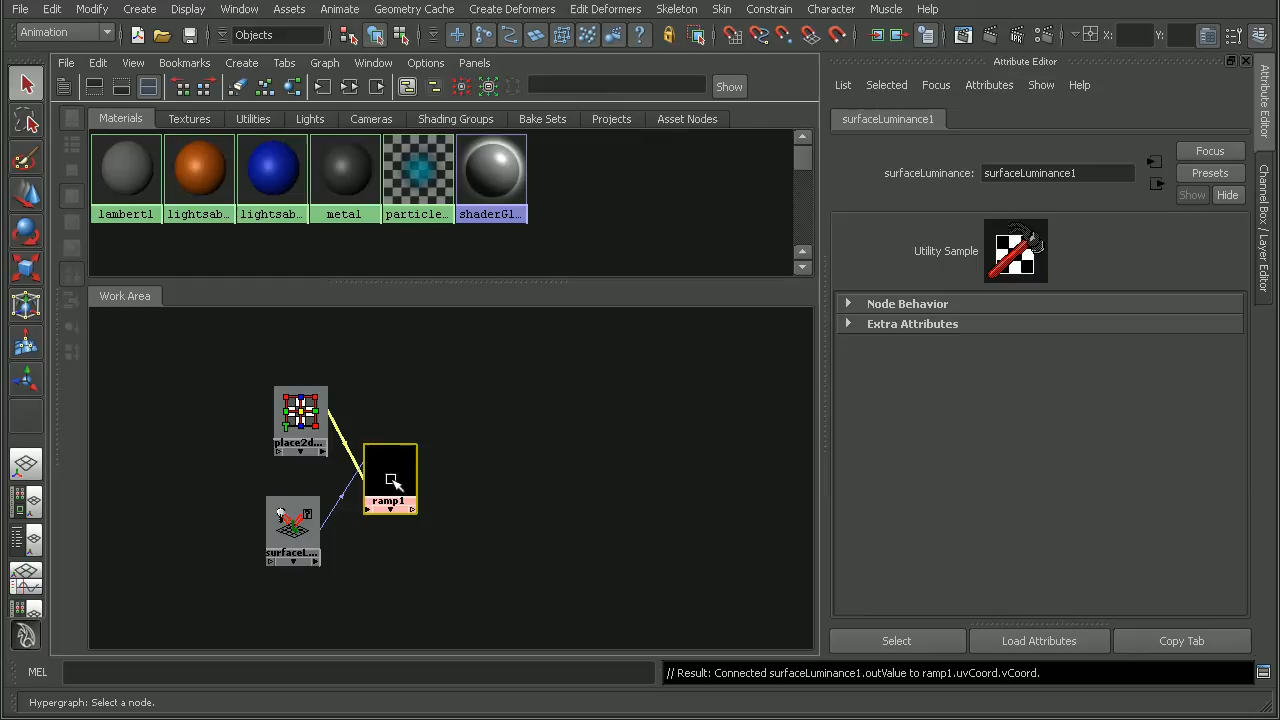 File Edit Modify Create Display Window Assets Animate Geometry Cache Create Deformers Edit Deformers Skeleton Skin Constrain Character Muscle Help
Animation Objects X: Y:
File Edit View Bookmarks Create Tabs Graph Window Options Panels
Show
Materials Textures Utilities Lights Cameras Shading Groups Bake Sets Projects Asset Nodes
lambert1 lightsab... lightsab... metal particle... shaderGl...
Work Area
place2d...
ramp1
surfaceL...
Attribute Editor
List Selected Focus Attributes Show Help
surfaceLuminance1
Focus
surfaceLuminance: surfaceLuminance1
Presets
Show Hide
Utility Sample
Node Behavior
Extra Attributes
Select Load Attributes Copy Tab
Attribute Editor
Channel Box / Layer Editor
MEL // Result: Connected surfaceLuminance1.outValue to ramp1.uvCoord.vCoord.
Hypergraph: Select a node.